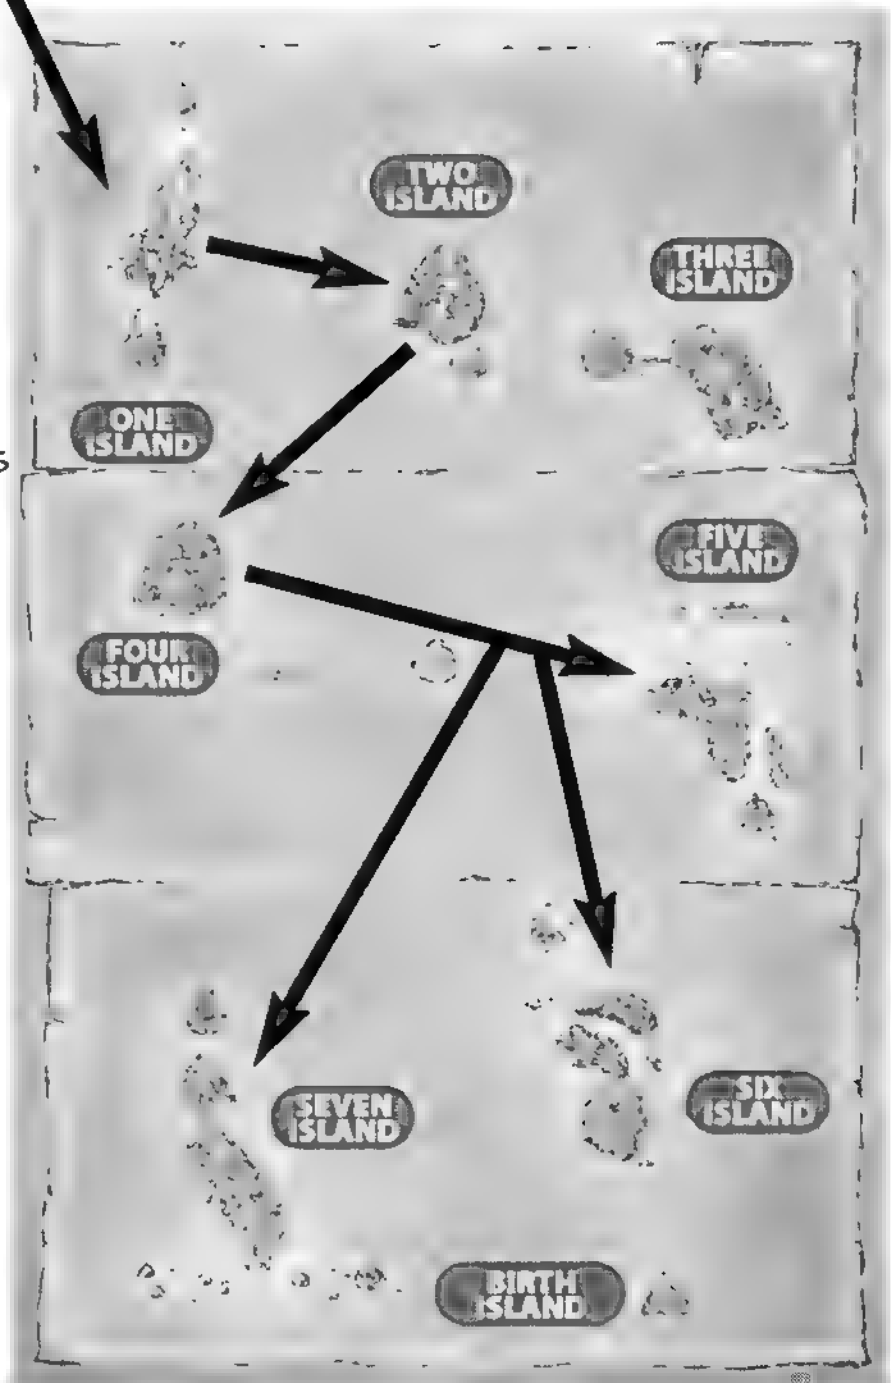 TWO
ISLAND
THREE
ISLAND
ONE
ISLAND
FIVE
ISLAND
FOUR
ISLAND
SEVEN
ISLAND
SIX
ISLAND
BIRTH
ISLAND